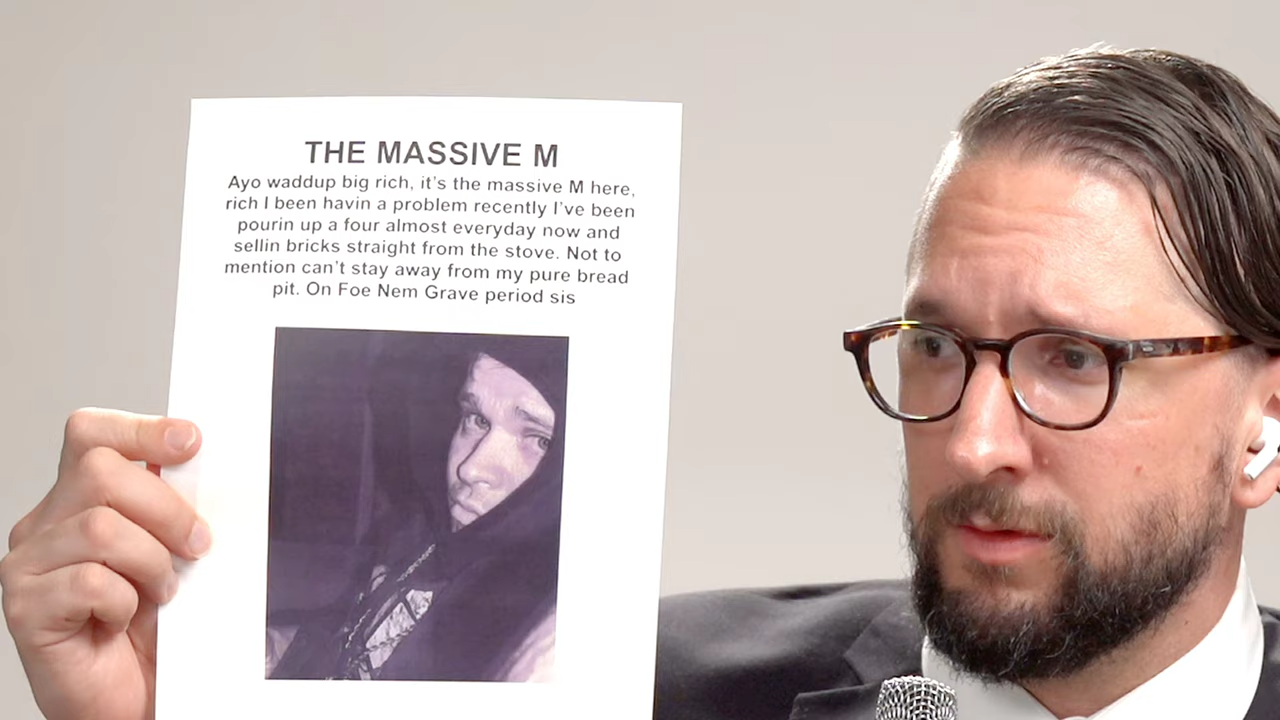 THE MASSIVE M
Ayo waddup big rich, it's the massive M here,
rich I been havin a problem recently I've been
pourin up a four almost everyday now and
sellin bricks straight from the stove. Not to
mention can't stay away from my pure bread
pit. On Foe Nem Grave period sis